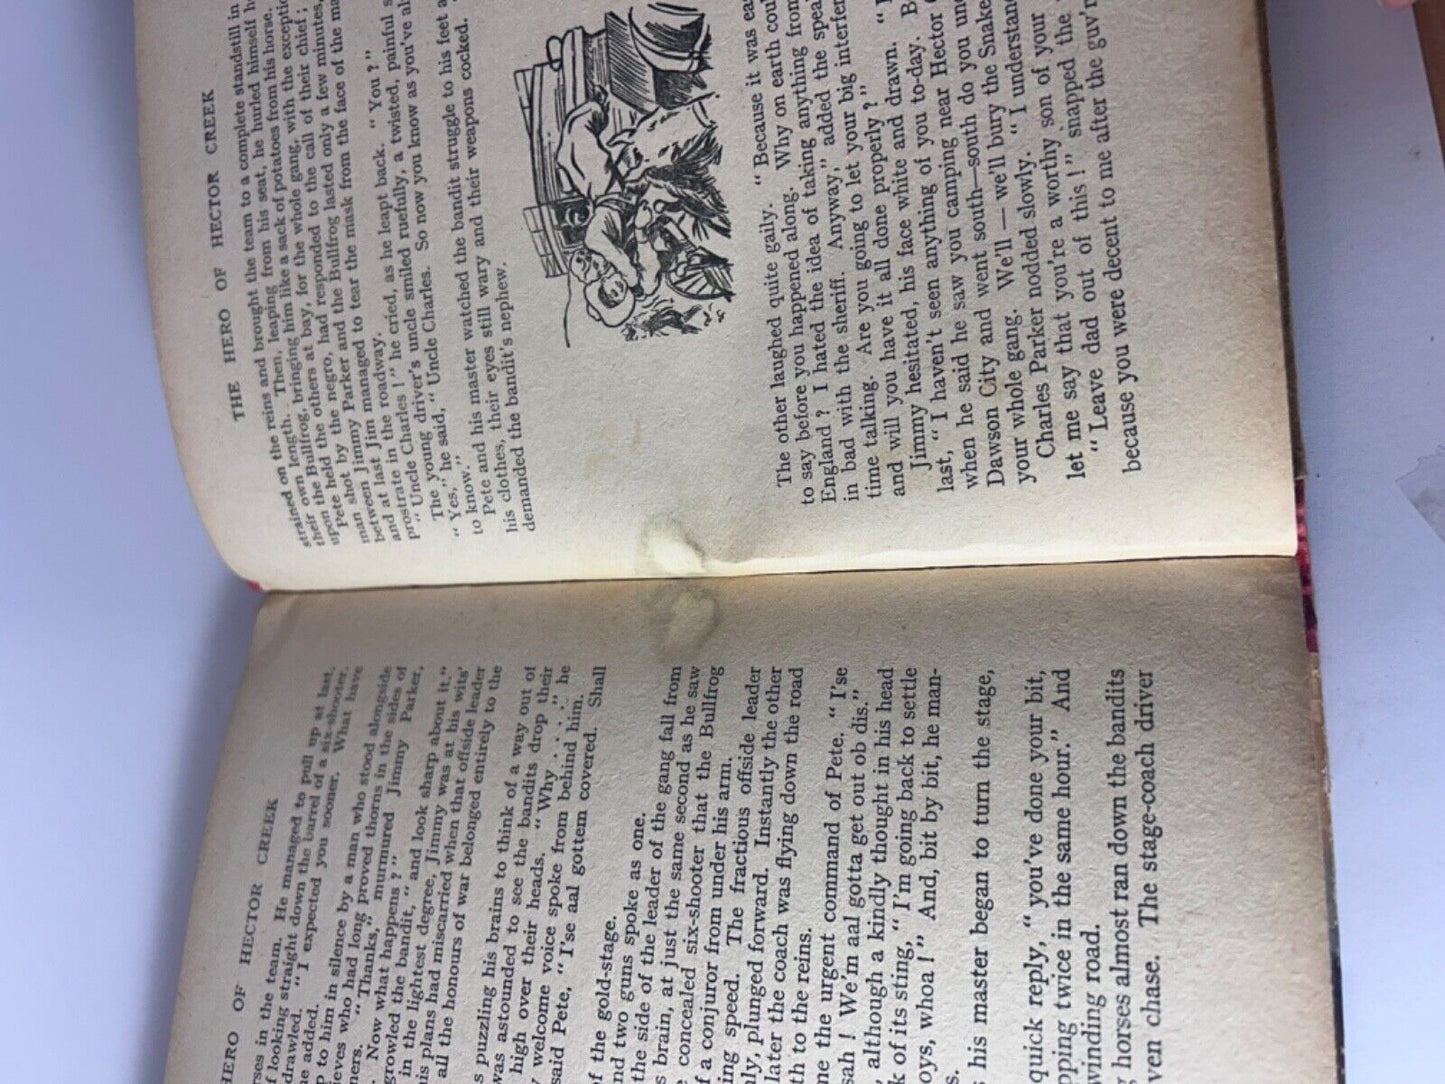 HERO OF HECTOR CREEK
rses in the team. He managed to pull up at last,
f looking straight down the barrel of a six-shooter.
drawled. " I expected you sooner. What have
he added.
p to him in silence by a man who stood alongside
ieves who had long proved thorns in the sides of
ners. " Thanks," murmured Jimmy Parker,
. Now what happens ? "
growled the bandit, " and look sharp about it."
in the lightest degree, Jimmy was at his wits'
is plans had miscarried when that offside leader
all the honours of war belonged entirely to the
s puzzling his brains to think of a way out of
was astounded to see the bandits drop their
high over their heads. " Why . . . . " he
y welcome voice spoke from behind him.
said Pete, " I'se aal gottem covered. Shall
f the gold-stage.
nd two guns spoke as one,
the side of the leader of the gang fall from
s brain, at just the same second as he saw
e concealed six-shooter that the Bullfrog
f a conjuror from under his arm.
ing speed. The fractious offside leader
nly, plunged forward. Instantly the other
later the coach was flying down the road
th to the reins.
me the urgent command of Pete. " I'se
sah ! We'm aal gotta get out ob dis."
, although a kindly thought in his head
k of its sting, " I'm going back to settle
oys, whoa ! " And, bit by bit, he man-
s.
his master began to turn the stage,
quick reply, " you've done your bit,
pping twice in the same hour." And
winding road.
g horses almost ran down the bandits
ven chase. The stage-coach driver
THE HERO OF HECTOR CREEK
strained on the reins and brought the team to a complete standstill in
their own length. Then, leaping from his seat, he hurled himself
upon the Bullfrog, bringing him like a sack of potatoes from his horse.
Pete held the others at bay, for the whole gang, with the exceptio
man shot by the negro, had responded to the call of their chief ;
between Jimmy Parker and the Bullfrog lasted only a few minutes,
and at last Jim managed to tear the mask from the face of the ma
prostrate in the roadway.
" Uncle Charles ! " he cried, as he leapt back. " You ? "
The young driver's uncle smiled ruefully, a twisted, painful s
" Yes," he said, " Uncle Charles. So now you know as you've al
to know."
Pete and his master watched the bandit struggle to his feet a
his clothes, their eyes still wary and their weapons cocked.
demanded the bandit's nephew.
The other laughed quite gaily. " Because it was eas
to say before you happened along. Why on earth cou
England ? I hated the idea of taking anything from
in bad with the sheriff. Anyway," added the speak
time talking. Are you going to let your big interfer
and will you have it all done properly ? "
Jimmy hesitated, his face white and drawn. "
last, " I haven't seen anything of you to-day. B
when he said he saw you camping near Hector
Dawson City and went south—south do you und
your whole gang. We'll — we'll bury the Snake
Charles Parker nodded slowly. " I understan
let me say that you're a worthy son of your
" Leave dad out of this ! " snapped the
because you were decent to me after the guv'n